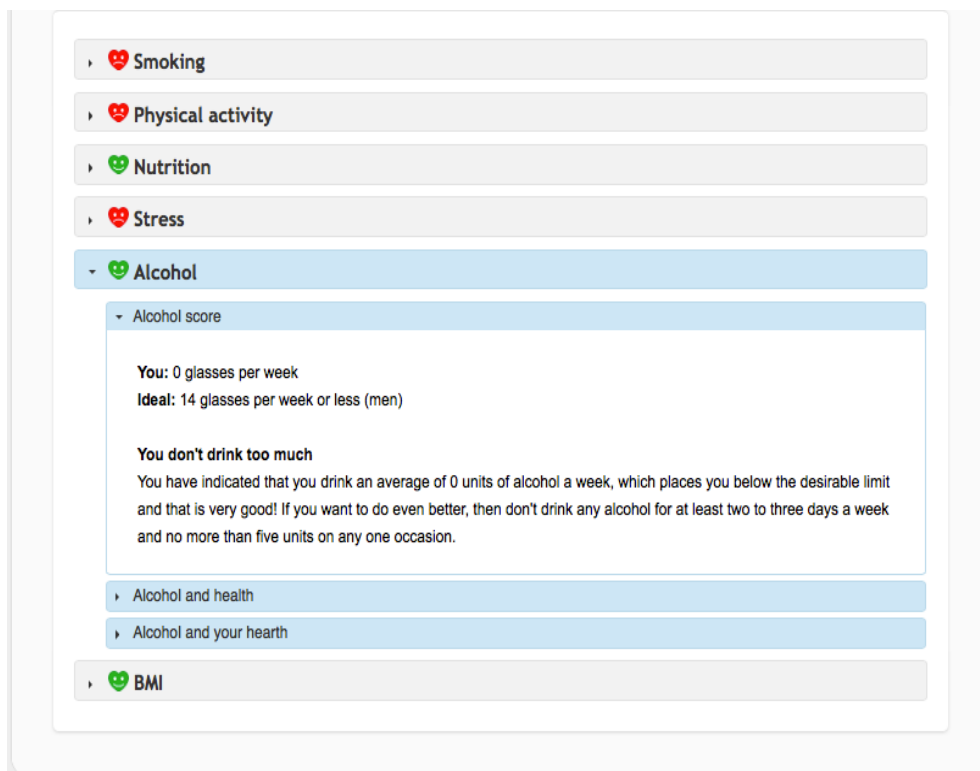 Smoking
Physical activity
Nutrition
Stress
Alcohol
Alcohol score
You: 0 glasses per week
Ideal: 14 glasses per week or less (men)
You don't drink too much
You have indicated that you drink an average of 0 units of alcohol a week, which places you below the desirable limit
and that is very good! If you want to do even better, then don't drink any alcohol for at least two to three days a week
and no more than five units on any one occasion.
Alcohol and health
Alcohol and your hearth
BMI